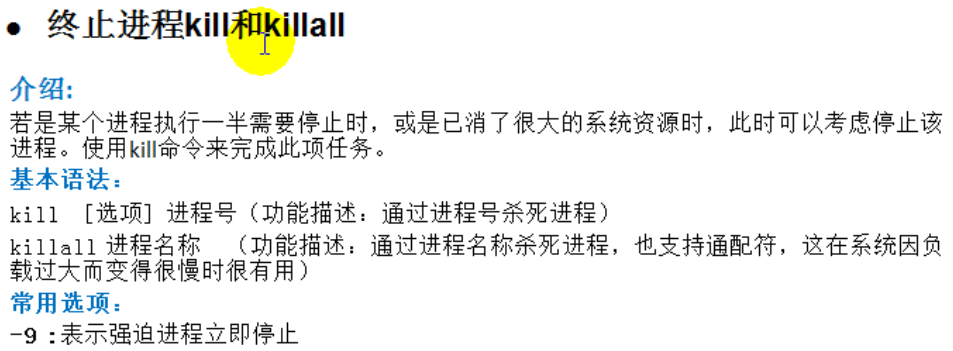 ● 终止进程kill和killall
介绍:
若是某个进程执行一半需要停止时，或是已消了很大的系统资源时，此时可以考虑停止该
进程。使用kill命令来完成此项任务。
基本语法：
kill [选项] 进程号（功能描述：通过进程号杀死进程）
killall 进程名称 （功能描述：通过进程名称杀死进程，也支持通配符，这在系统因负
载过大而变得很慢时很有用）
常用选项：
-9 :表示强迫进程立即停止